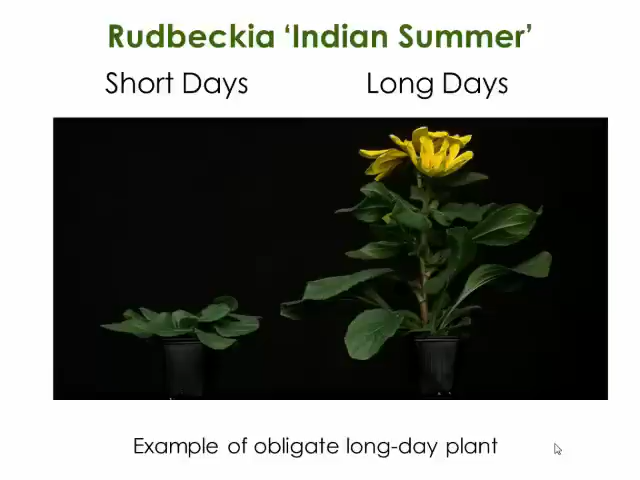 Rudbeckia ‘Indian Summer’
Short Days Long Days
Example of obligate long-day plant